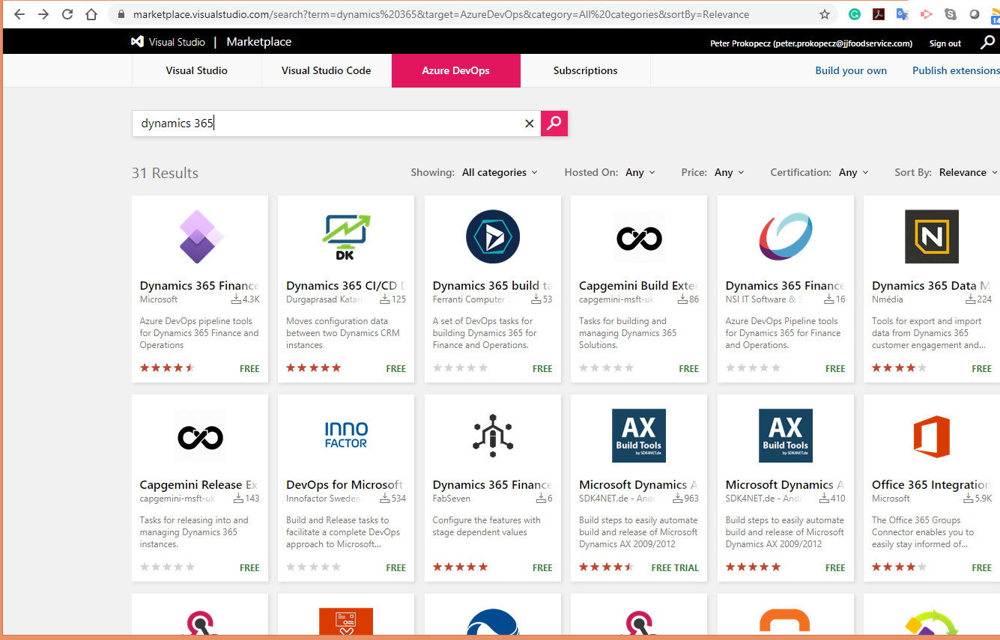 marketplace.visualstudio.com/search?term=dynamics%20365&target=AzureDevOps&category=All%20categories&sortBy=Relevance
14
Visual Studio | Marketplace
Peter Prokopecz (peter.prokopecz@jjfoodservice.com) Sign out
Visual Studio Visual Studio Code Azure DevOps Subscriptions Build your own Publish extensions
dynamics 365
31 Results Showing: All categories Hosted On: Any Price: Any Certification: Any Sort By: Relevance
Dynamics 365 Finance
Microsoft 4.3K
Azure DevOps pipeline tools
for Dynamics 365 Finance and
Operations
FREE
DK
Dynamics 365 CI/CD D
Durgaprasad Katari 125
Moves configuration data
between two Dynamics CRM
instances
FREE
Dynamics 365 build ta
Ferranti Computer S 53
A set of DevOps tasks for
building Dynamics 365 for
Finance and Operations.
FREE
Capgemini Build Exter
capgemini-msft-uk 86
Tasks for building and
managing Dynamics 365
Solutions.
FREE
Dynamics 365 Finance
NSI IT Software & S 16
Azure DevOps Pipeline tools
for Dynamics 365 for Finance
and Operations.
FREE
N
Dynamics 365 Data M
Nmédia 224
Tools for export and import
data from Dynamics 365
customer engagement and...
FREE
Capgemini Release Ex
capgemini-msft-uk 143
Tasks for releasing into and
managing Dynamics 365
instances.
FREE
INNO
FACTOR
DevOps for Microsoft
Innofactor Sweden 534
Build and Release tasks to
facilitate a complete DevOps
approach to Microsoft...
FREE
Dynamics 365 Finance
FabSeven 6
Configure the features with
stage dependent values
FREE
AX
Build Tools
by SDK4NET.de
Microsoft Dynamics A
SDK4NET.de - Andr 963
Build steps to easily automate
build and release of Microsoft
Dynamics AX 2009/2012
FREE TRIAL
AX
Build Tools
by SDK4NET.de
Microsoft Dynamics A
SDK4NET.de - Andr 410
Build steps to easily automate
build and release of Microsoft
Dynamics AX 2009/2012
FREE
Office 365 Integration
Microsoft 5.9K
The Office 365 Groups
Connector enables you to
easily stay informed of...
FREE